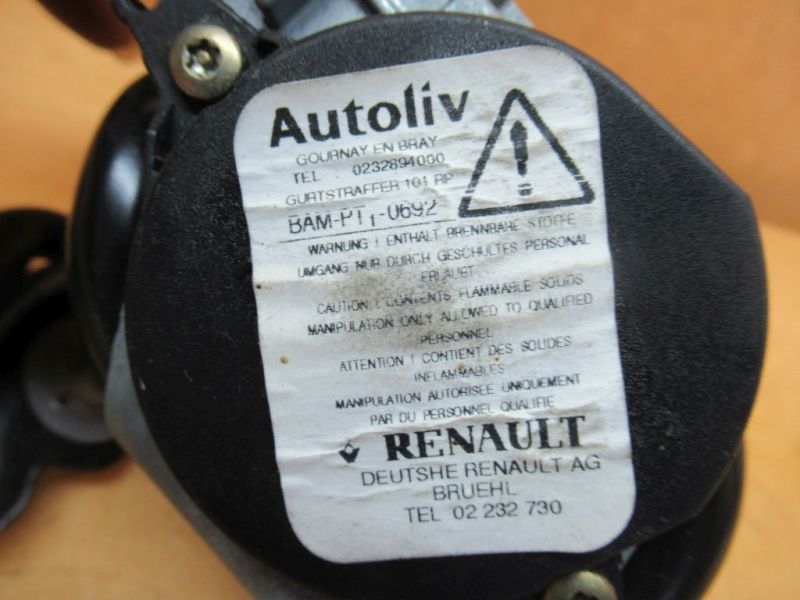 Autoliv
GOURNAY EN BRAY
TEL : 0232894000
GURTSTRAFFER 101 RP
BAM-PT1-0692
WARNUNG ! ENTHALT BRENNBARE STOFFE
UMGANG NUR DURCH GESCHULTES PERSONAL
ERLAUBT
CAUTION ! CONTENTS FLAMMABLE SOLIDS
MANIPULATION ONLY ALLOWED TO QUALIFIED
PERSONNEL
ATTENTION ! CONTIENT DES SOLIDES
INFLAMMABLES
MANIPULATION AUTORISEE UNIQUEMENT
PAR DU PERSONNEL QUALIFIE
RENAULT
DEUTSHE RENAULT AG
BRUEHL
TEL 02 232 730